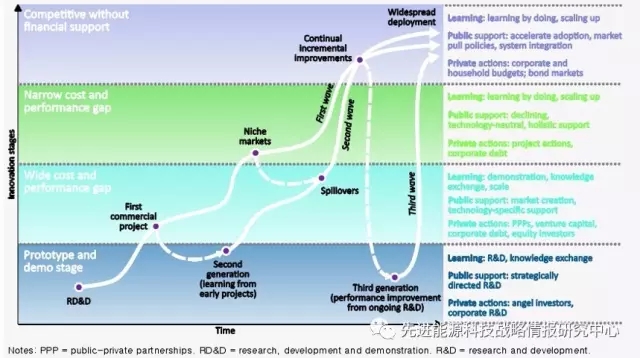 Innovation stages
Competitive without
financial support
Narrow cost and
performance gap
Wide cost and
performance gap
Prototype and
demo stage
Widespread
deployment
Continual
Incremental
improvements
First wave
Second wave
Niche
markets
Spillovers
Third wave
First
commercial
project
Second
generation
(learning from
early projects)
RD&D
Third generation
(performance improvement
from ongoing R&D)
Time
Learning: learning by doing, scaling up
Public support: accelerate adoption, market
pull policies, system integration
Private actions: corporate and
household budgets; bond markets
Learning: learning by doing, scaling up
Public support: declining,
technology-neutral, holistic support
Private actions: project actions,
corporate debt
Learning: demonstration, knowledge
exchange, scale
Public support: market creation,
technology-specific support
Private actions: PPPs, venture capital,
corporate debt, equity investors
Learning: R&D, knowledge exchange
Public support: strategically
directed R&D
Private actions: angel investors,
corporate R&D
先进能源科技战略情报研究中心
Notes: PPP = public–private partnerships. RD&D = research, development and demonstration. R&D = research and development.